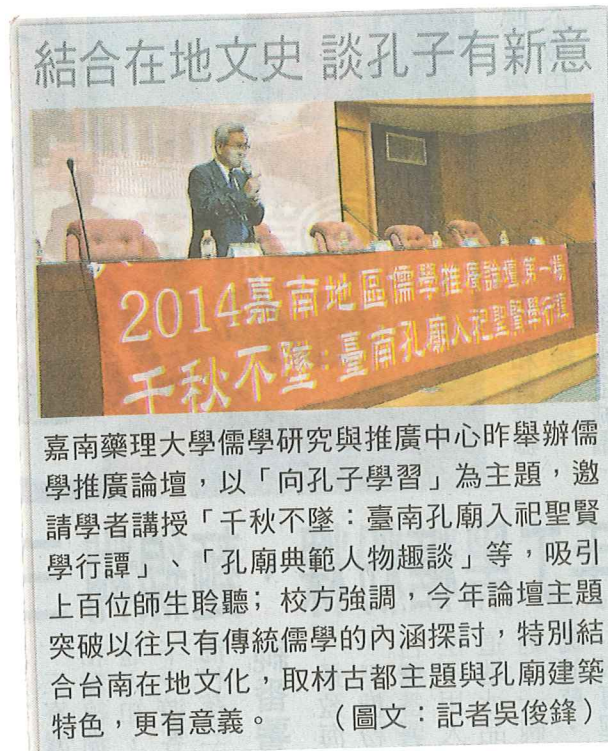 結合在地文史 談孔子有新意
2014嘉南地區儒學推廣論壇第一場
千秋不墜：臺南孔廟入祀聖賢學行譚
嘉南藥理大學儒學研究與推廣中心昨舉辦儒
學推廣論壇，以「向孔子學習」為主題，邀
請學者講授「千秋不墜：臺南孔廟入祀聖賢
學行譚」、「孔廟典範人物趣談」等，吸引
上百位師生聆聽；校方強調，今年論壇主題
突破以往只有傳統儒學的內涵探討，特別結
合台南在地文化，取材古都主題與孔廟建築
特色，更有意義。　（圖文：記者吳俊鋒）